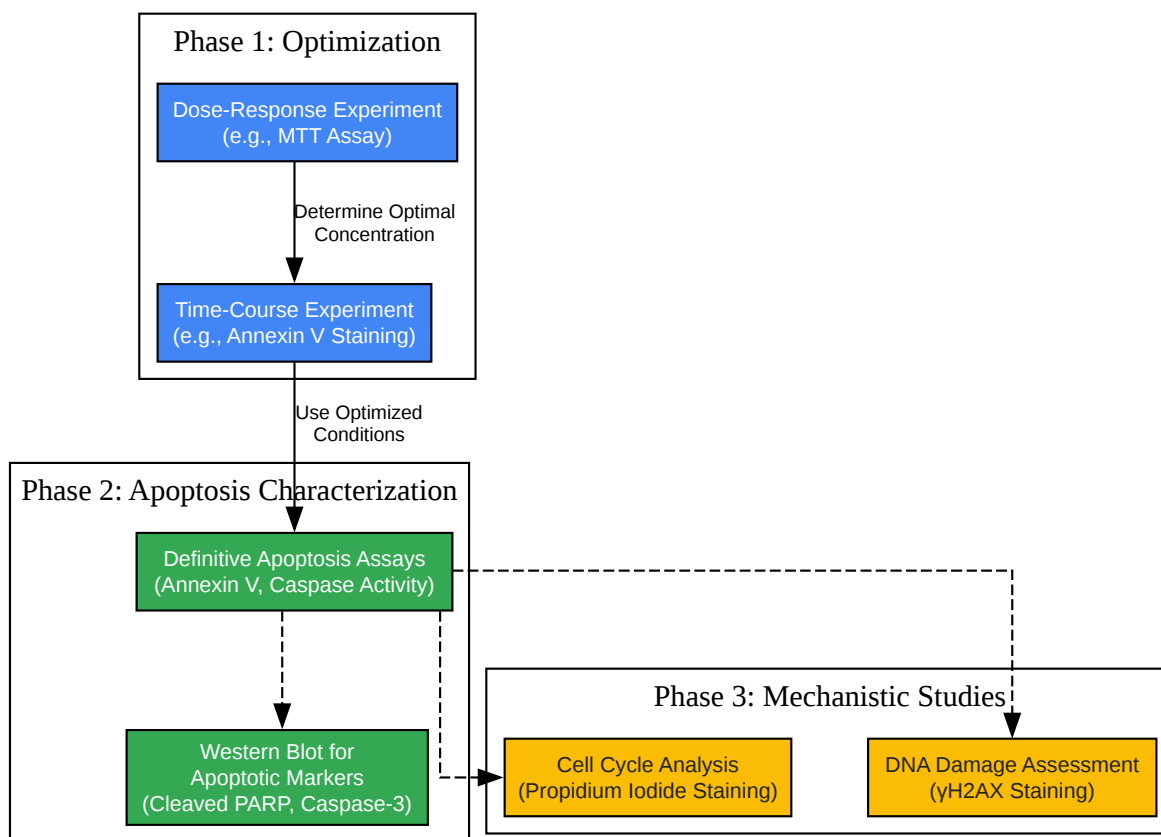 Phase 1: Optimization
Dose-Response Experiment
(e.g., MTT Assay)
Determine Optimal
Concentration
Time-Course Experiment
(e.g., Annexin V Staining)
Use Optimized
Conditions
Phase 2: Apoptosis Characterization
Definitive Apoptosis Assays
(Annexin V, Caspase Activity)
Western Blot for
Apoptotic Markers
(Cleaved PARP, Caspase-3)
Phase 3: Mechanistic Studies
Cell Cycle Analysis
(Propidium Iodide Staining)
DNA Damage Assessment
(γH2AX Staining)